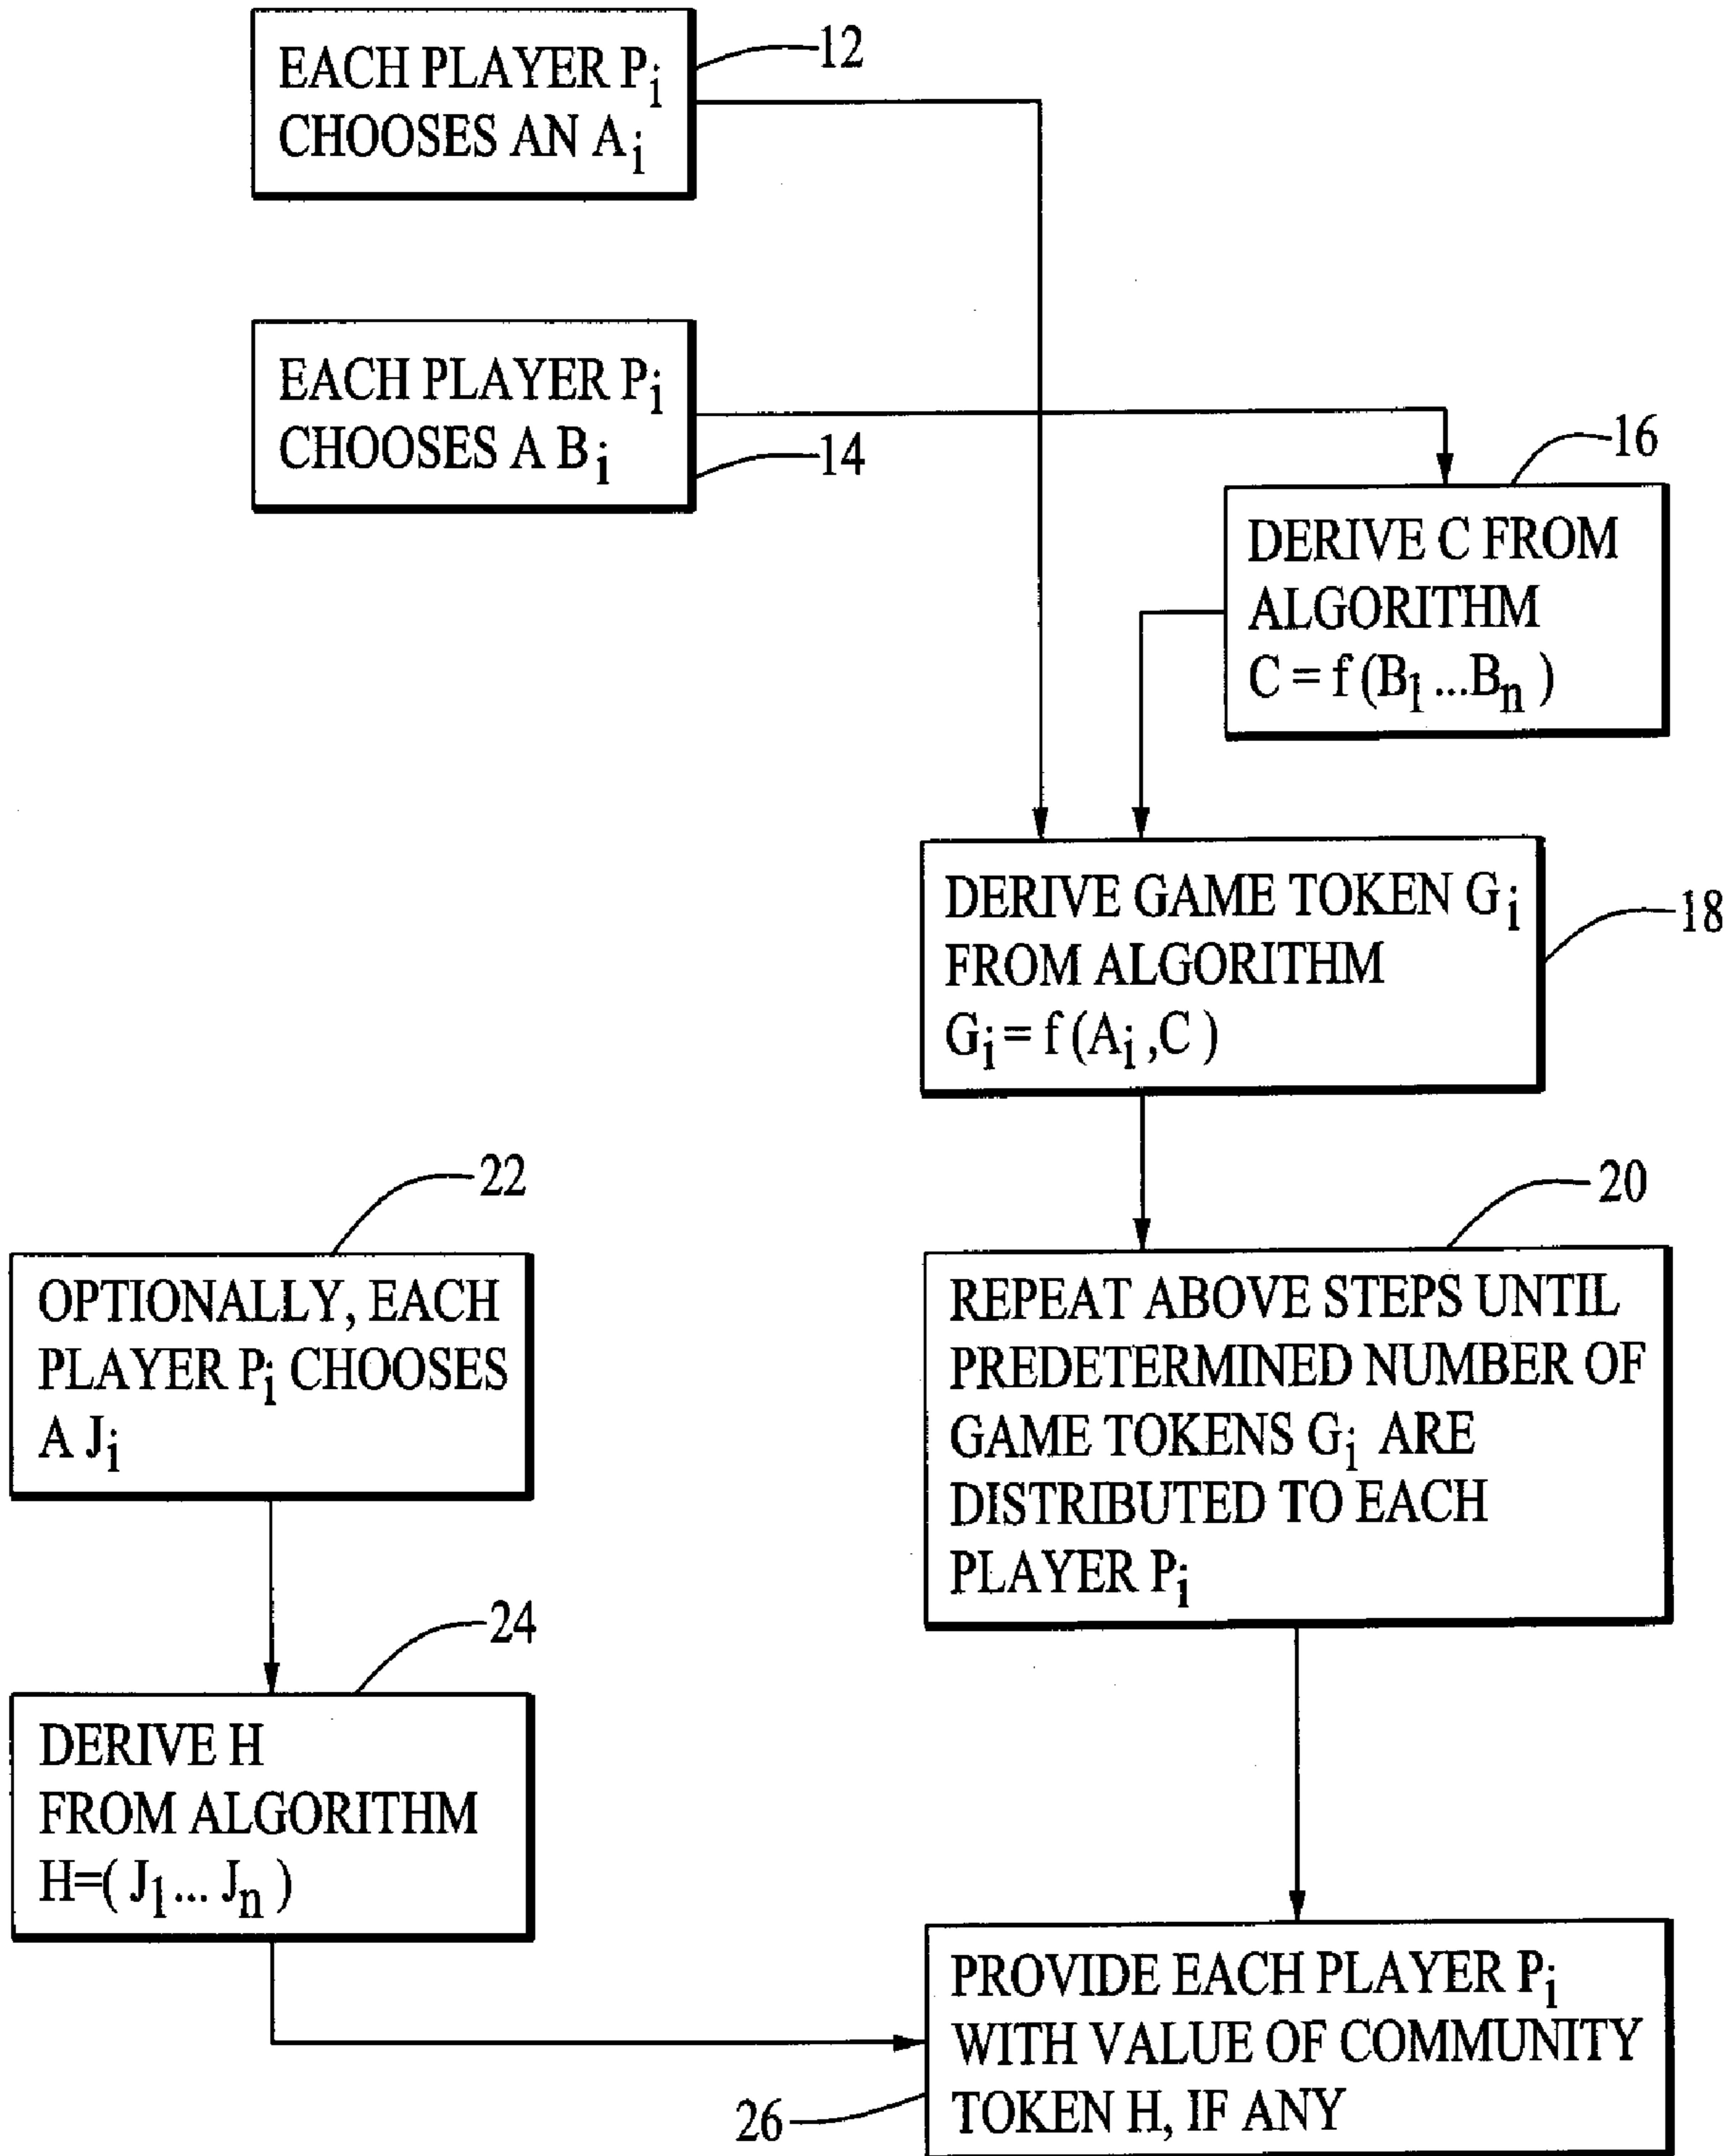 12
EACH PLAYER Pi
CHOOSES AN Ai
EACH PLAYER Pi
CHOOSES A Bi
14
16
DERIVE C FROM
ALGORITHM
C = f (B1 ...Bn )
DERIVE GAME TOKEN Gi
FROM ALGORITHM
Gi = f (Ai ,C )
18
22
OPTIONALLY, EACH
PLAYER Pi CHOOSES
A Ji
20
REPEAT ABOVE STEPS UNTIL
PREDETERMINED NUMBER OF
GAME TOKENS Gi ARE
DISTRIBUTED TO EACH
PLAYER Pi
24
DERIVE H
FROM ALGORITHM
H=( J1 ... Jn )
PROVIDE EACH PLAYER Pi
WITH VALUE OF COMMUNITY
TOKEN H, IF ANY
26